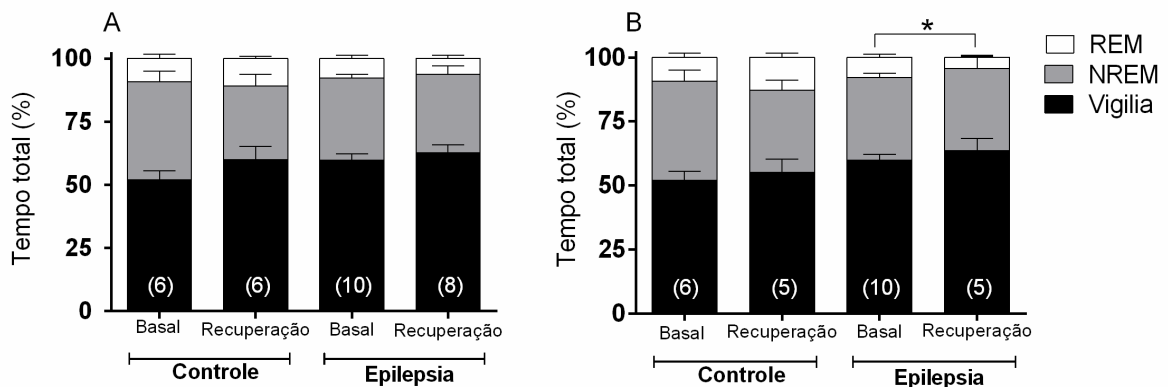 A
Tempo total (%)
100
75
50
25
0
(6)
(6)
(10)
(8)
Basal
Recuperação
Basal
Recuperação
Controle
Epilepsia
B
*
Tempo total (%)
100
75
50
25
0
(6)
(5)
(10)
(5)
Basal
Recuperação
Basal
Recuperação
Controle
Epilepsia
REM
NREM
Vigilia